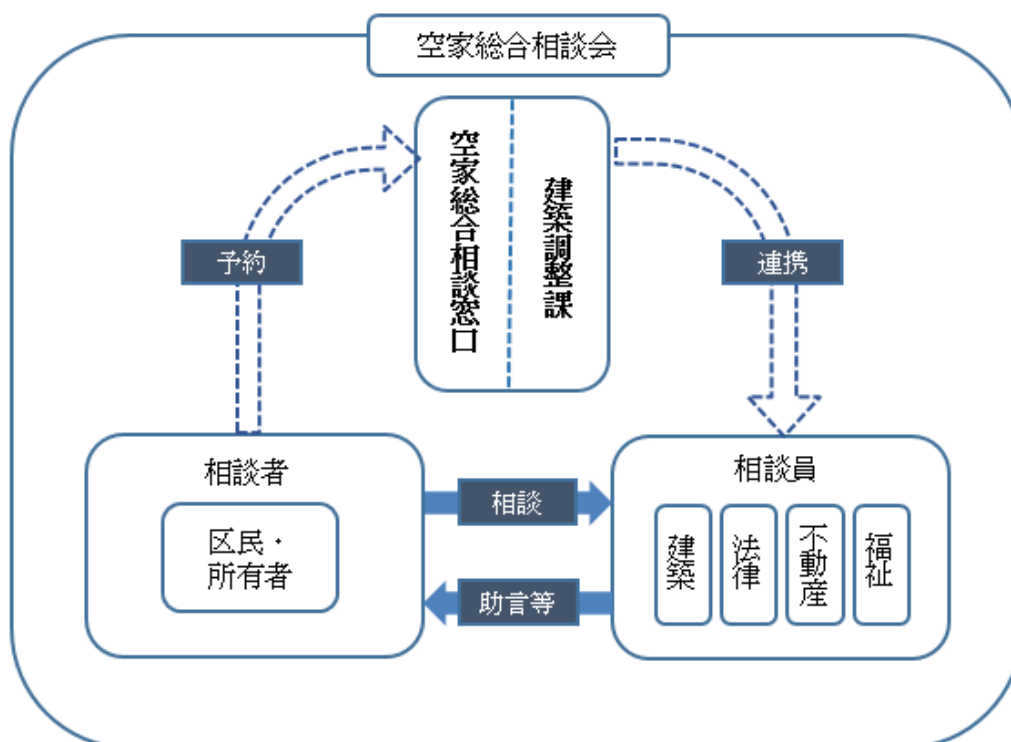 空家総合相談会
空家総合相談窓口
建築調整課
予約
連携
相談者
区民・
所有者
相談
助言等
相談員
建築
法律
不動産
福祉